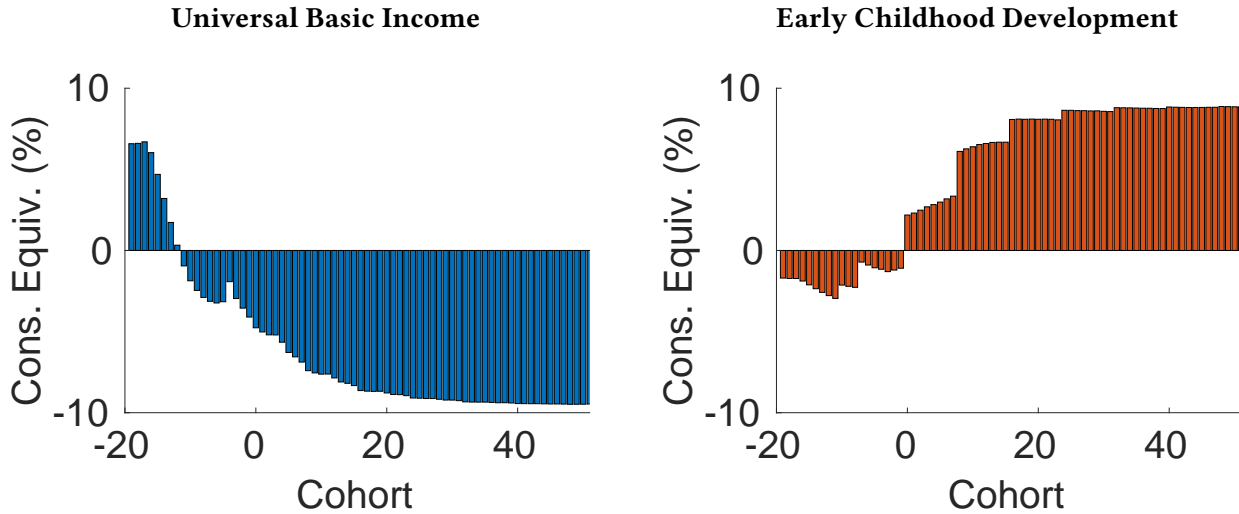 Universal Basic Income
10
0
-10
Cons. Equiv. (%)
-20 0 20 40
Cohort
Early Childhood Development
10
0
-10
Cons. Equiv. (%)
-20 0 20 40
Cohort